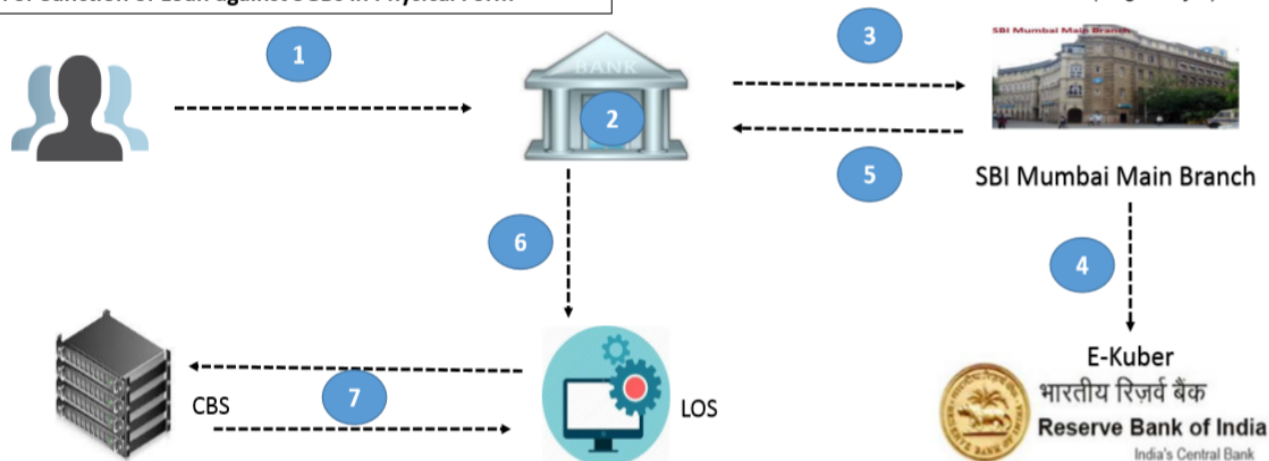 1
3
SBI Mumbai Main Branch
BANK
2
5
SBI Mumbai Main Branch
6
4
E-Kuber
भारतीय रिज़र्व बैंक
Reserve Bank of India
India's Central Bank
7
CBS
LOS